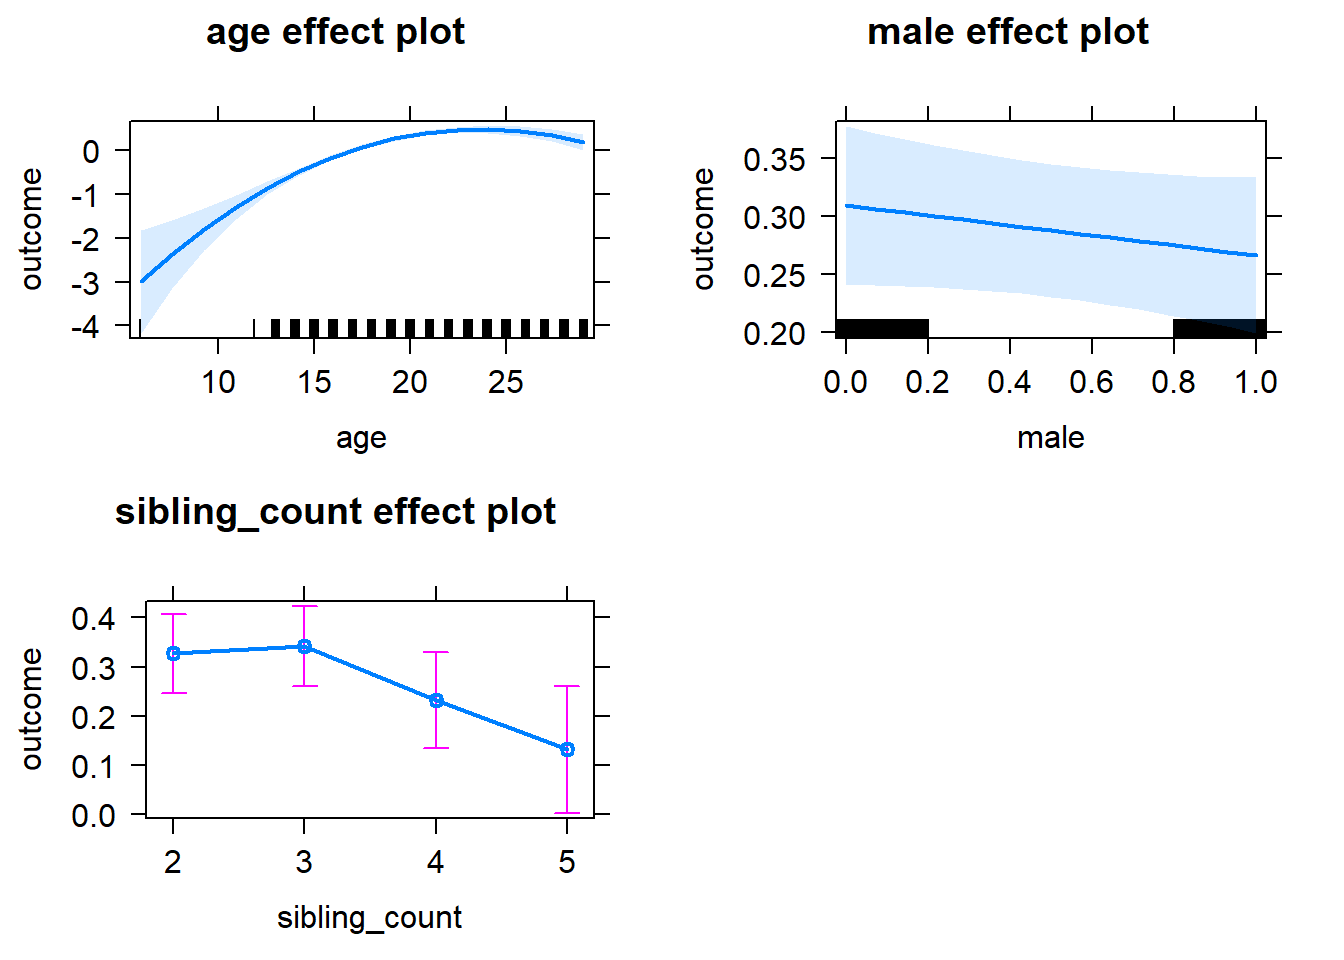 age effect plot
outcome
0
-1
-2
-3
-4
10 15 20 25
age
male effect plot
outcome
0.35
0.30
0.25
0.20
0.0 0.2 0.4 0.6 0.8 1.0
male
sibling_count effect plot
outcome
0.4
0.3
0.2
0.1
0.0
2 3 4 5
sibling_count